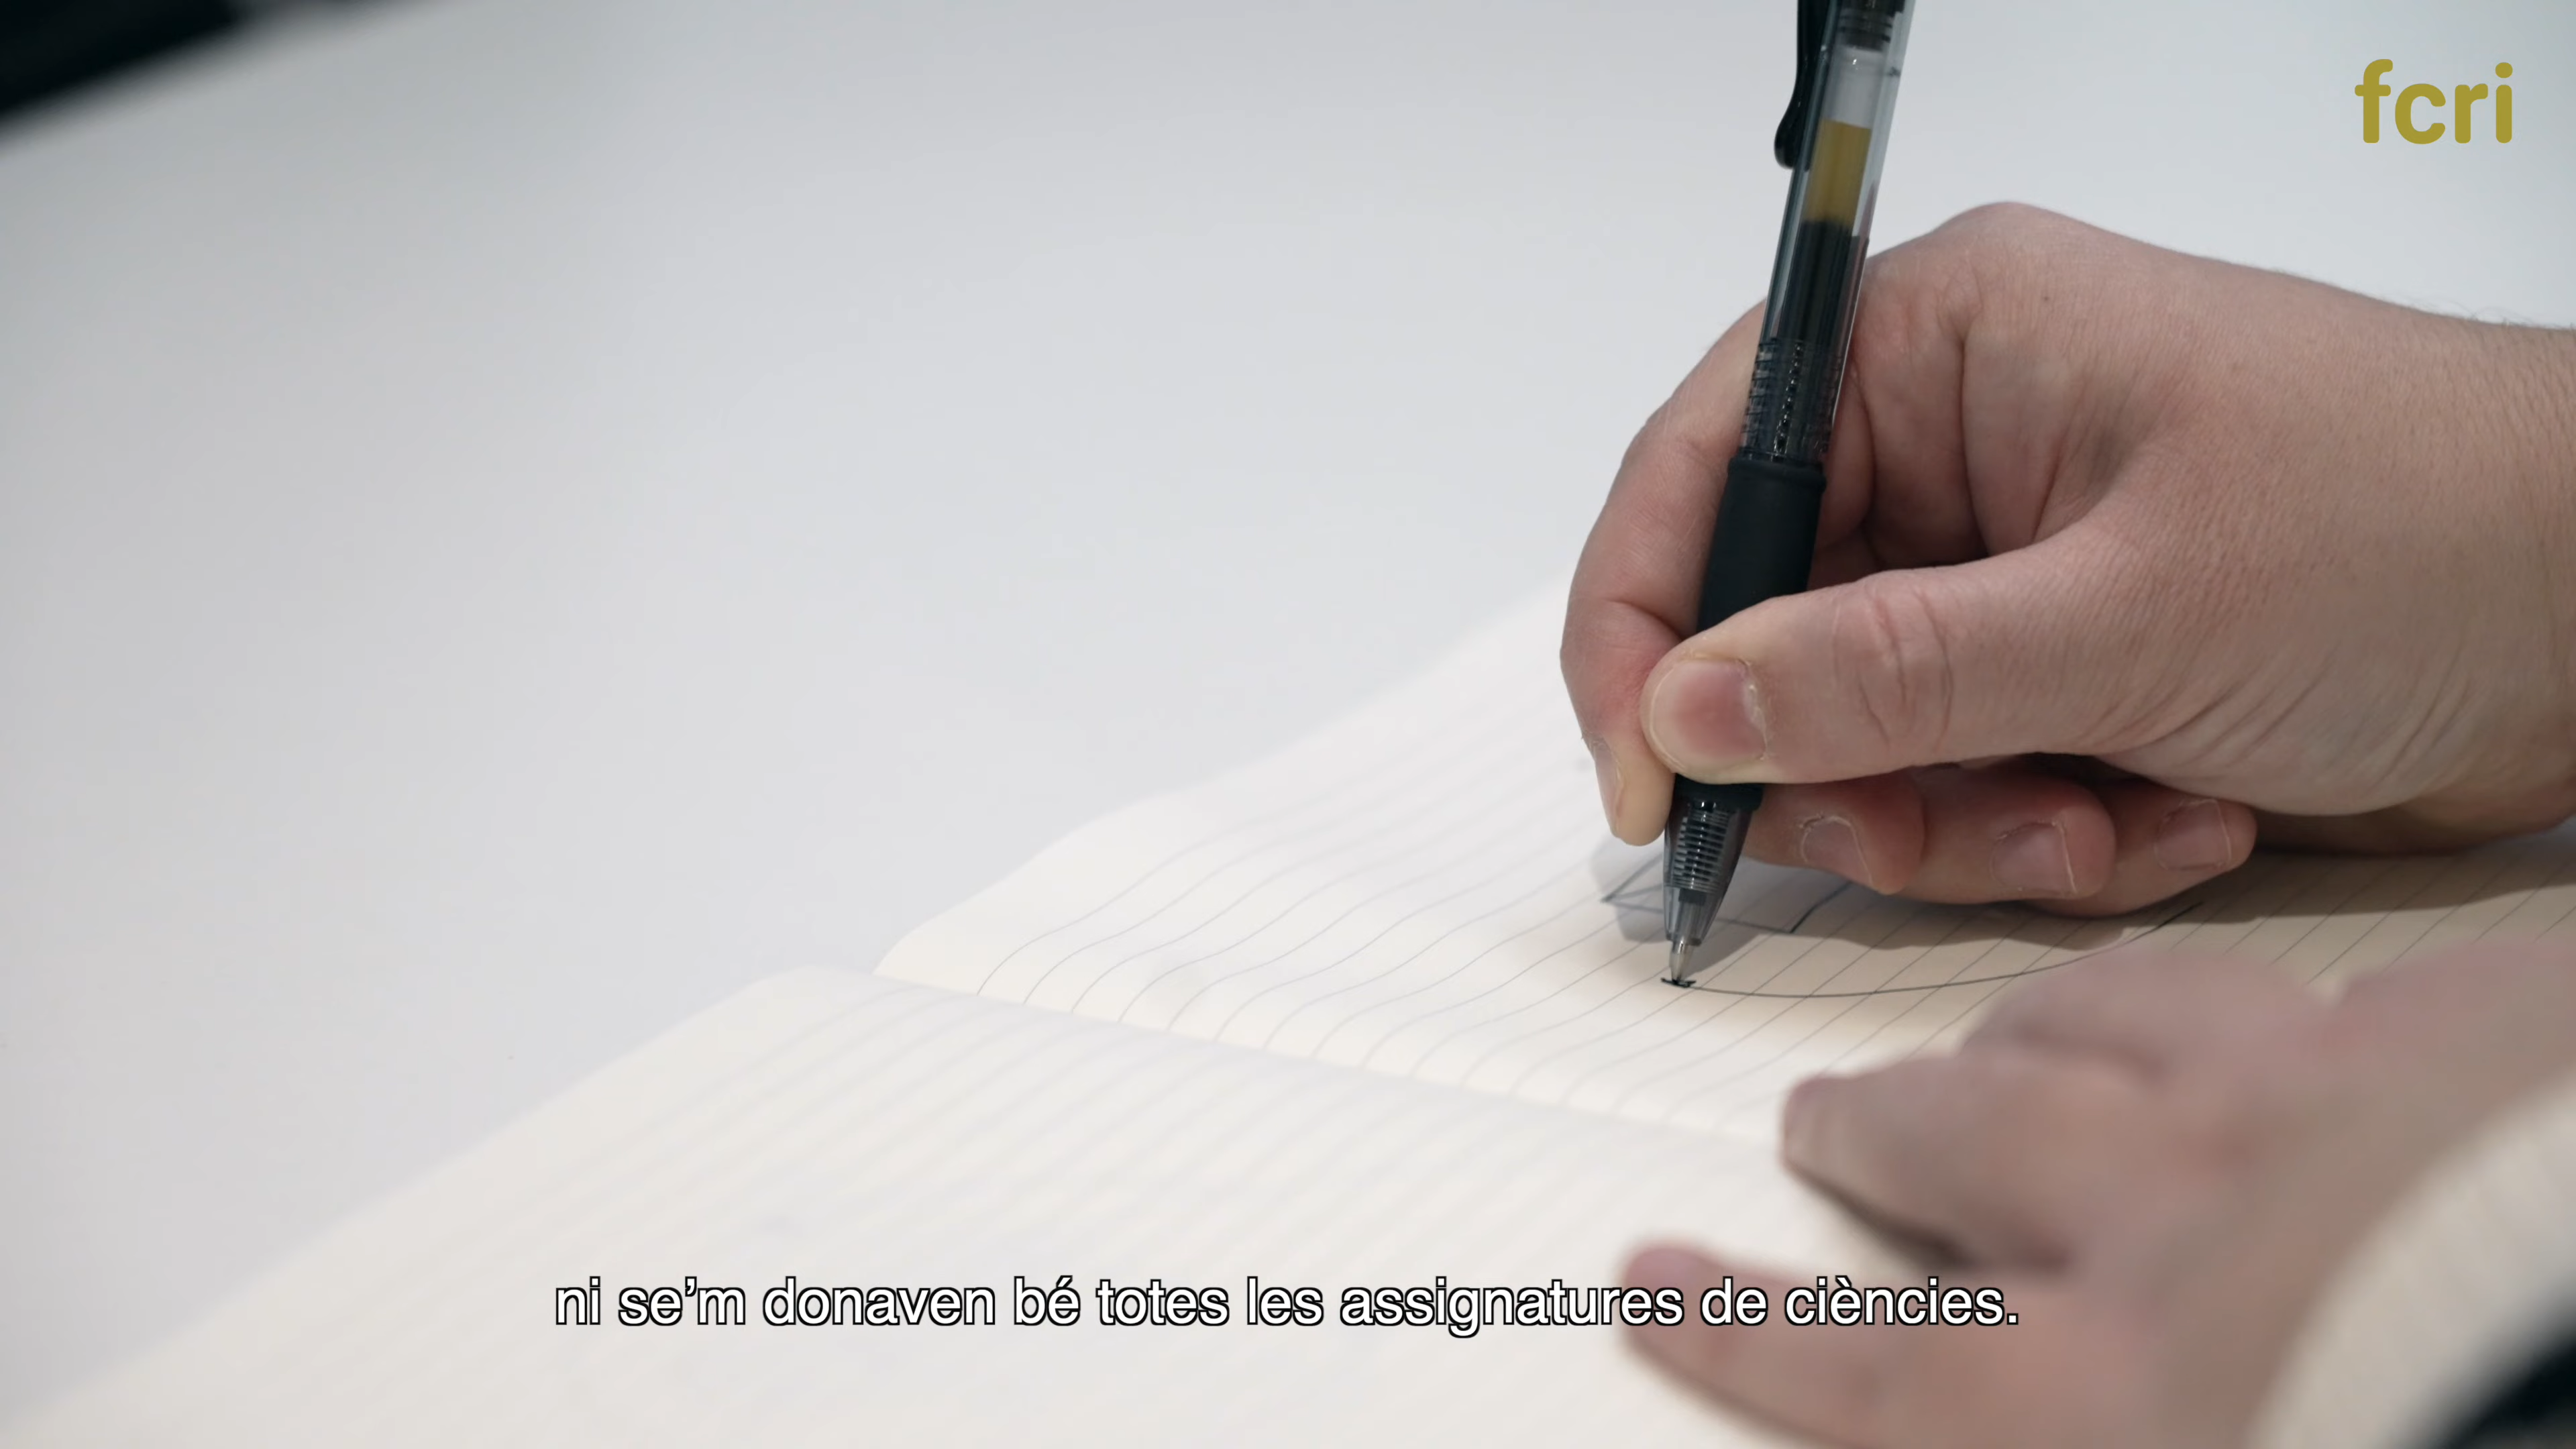 fcri
ni se’m donaven bé totes les assignatures de ciències.